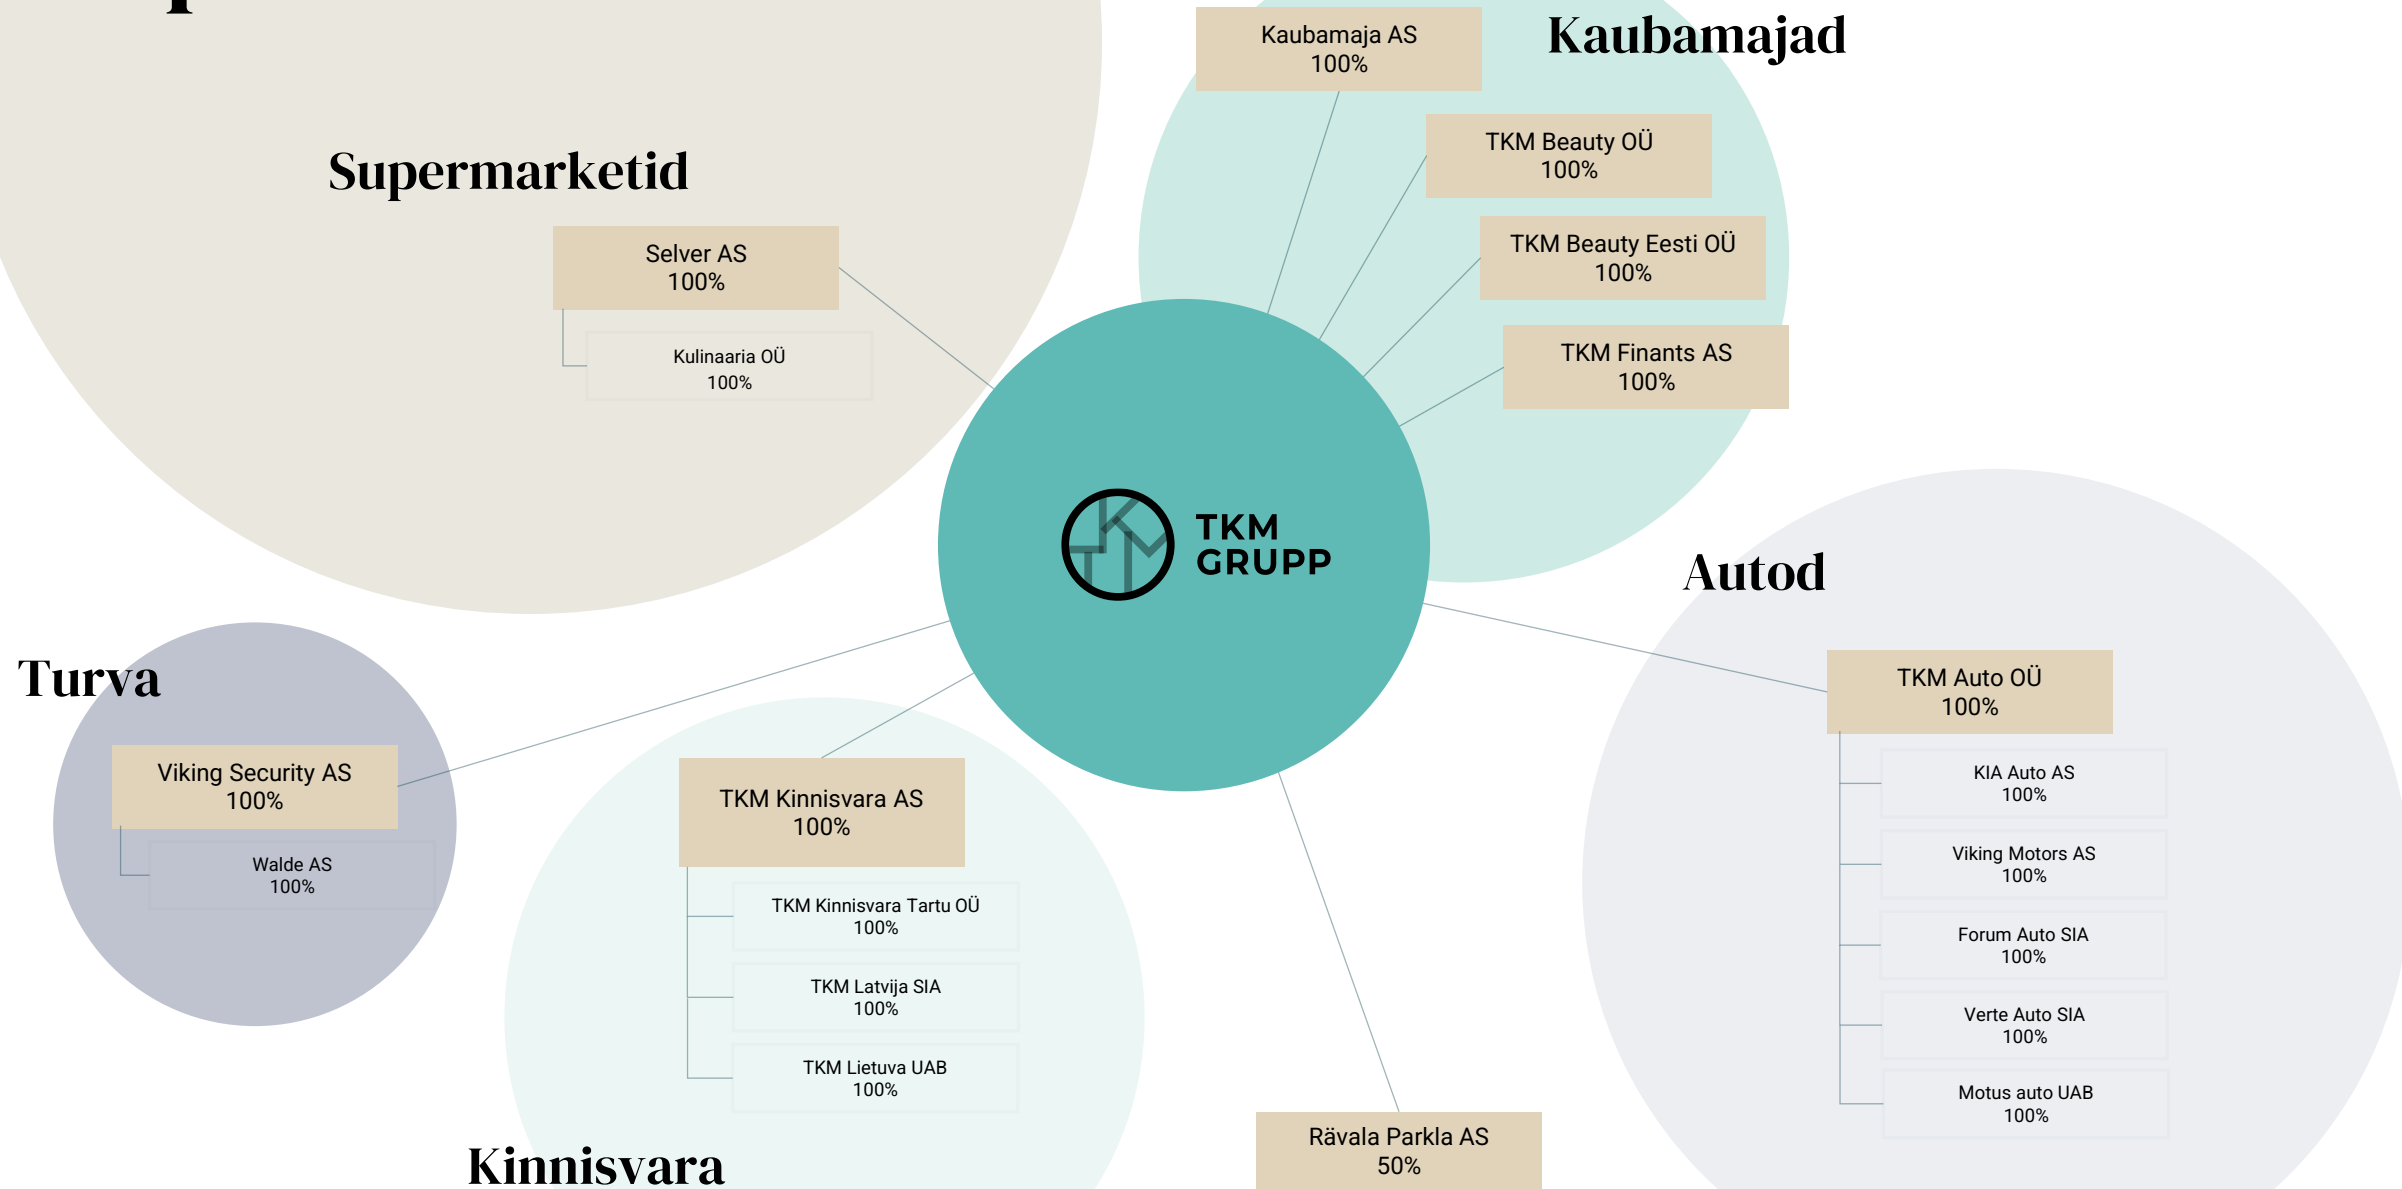 Kaubamajad
Kaubamaja AS
100%
TKM Beauty OÜ
100%
TKM Beauty Eesti OÜ
100%
TKM Finants AS
100%
Supermarketid
Selver AS
100%
Kulinaaria OÜ
100%
TKM
GRUPP
Autod
TKM Auto OÜ
100%
KIA Auto AS
100%
Viking Motors AS
100%
Forum Auto SIA
100%
Verte Auto SIA
100%
Motus auto UAB
100%
Turva
Viking Security AS
100%
Walde AS
100%
TKM Kinnisvara AS
100%
TKM Kinnisvara Tartu OÜ
100%
TKM Latvija SIA
100%
TKM Lietuva UAB
100%
Kinnisvara
Rävala Parkla AS
50%